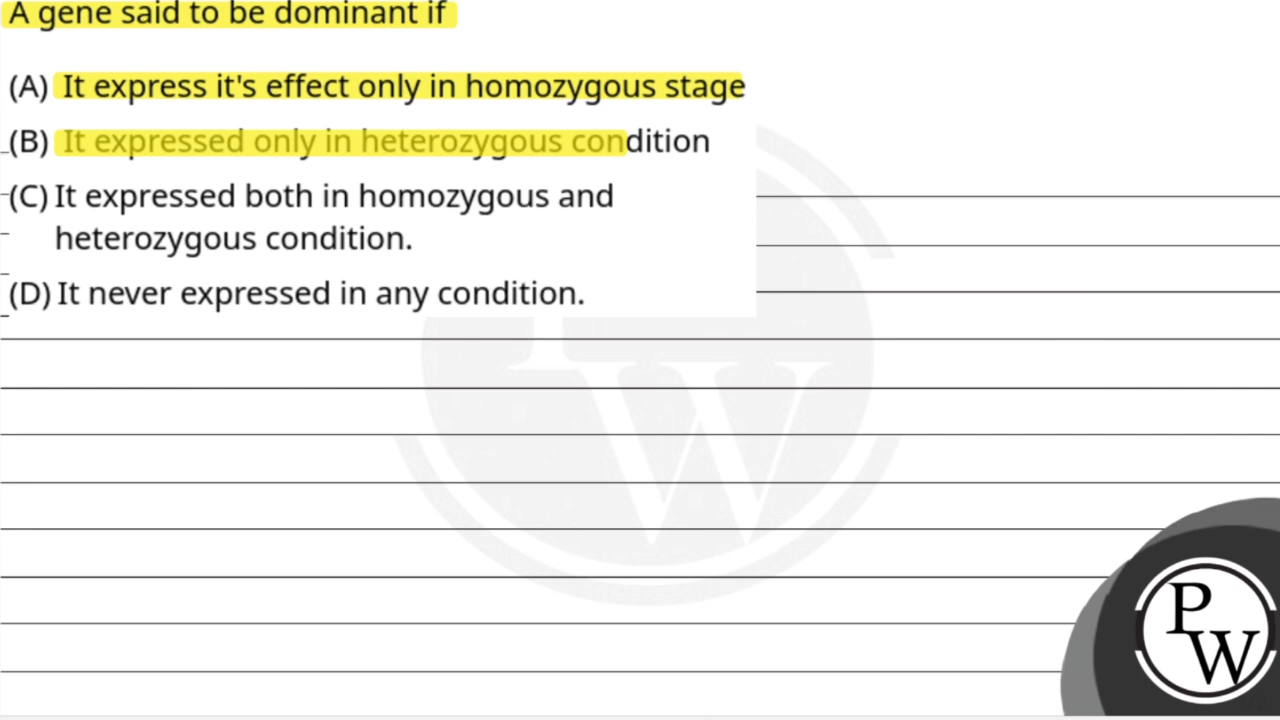 A gene said to be dominant if
(A) It express it's effect only in homozygous stage
(B) It expressed only in heterozygous condition
(C) It expressed both in homozygous and
heterozygous condition.
(D) It never expressed in any condition.
W
P
W